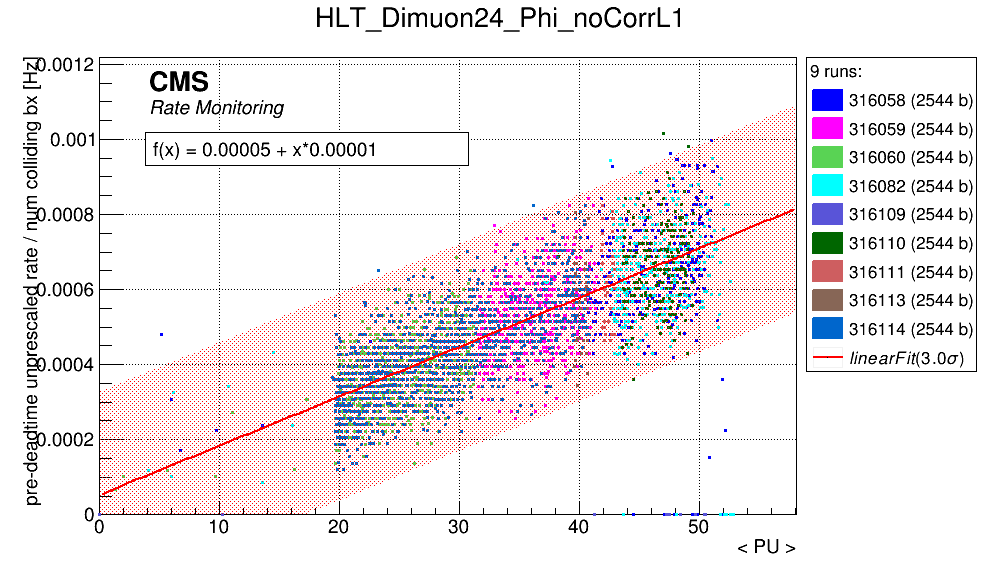 HLT_Dimuon24_Phi_noCorrL1
pre-deadtime unprescaled rate / num colliding bx [Hz]
0.0012
0.001
0.0008
0.0006
0.0004
0.0002
0
CMS
Rate Monitoring
f(x) = 0.00005 + x*0.00001
0 10 20 30 40 50
< PU >
9 runs:
316058 (2544 b)
316059 (2544 b)
316060 (2544 b)
316082 (2544 b)
316109 (2544 b)
316110 (2544 b)
316111 (2544 b)
316113 (2544 b)
316114 (2544 b)
linearFit(3.0σ)